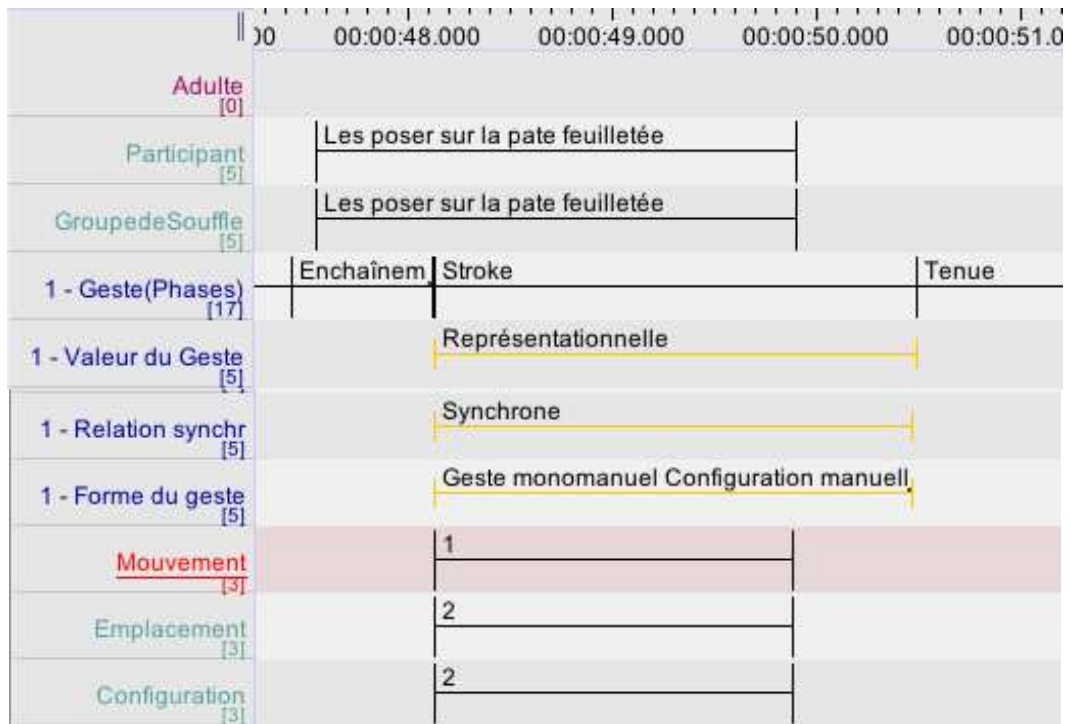 00 00:00:48.000 00:00:49.000 00:00:50.000 00:00:51.0
Adulte
[0]
Les poser sur la pate feuilletée
Participant
[5]
Les poser sur la pate feuilletée
GroupedeSouffle
[5]
Enchaînem Stroke Tenue
1 - Geste(Phases)
[17]
Représentationnelle
1 - Valeur du Geste
[5]
Synchrone
1 - Relation synchr
[5]
Geste monomanuel Configuration manuell
1 - Forme du geste
[5]
1
Mouvement
[3]
2
Emplacement
[3]
2
Configuration
[3]